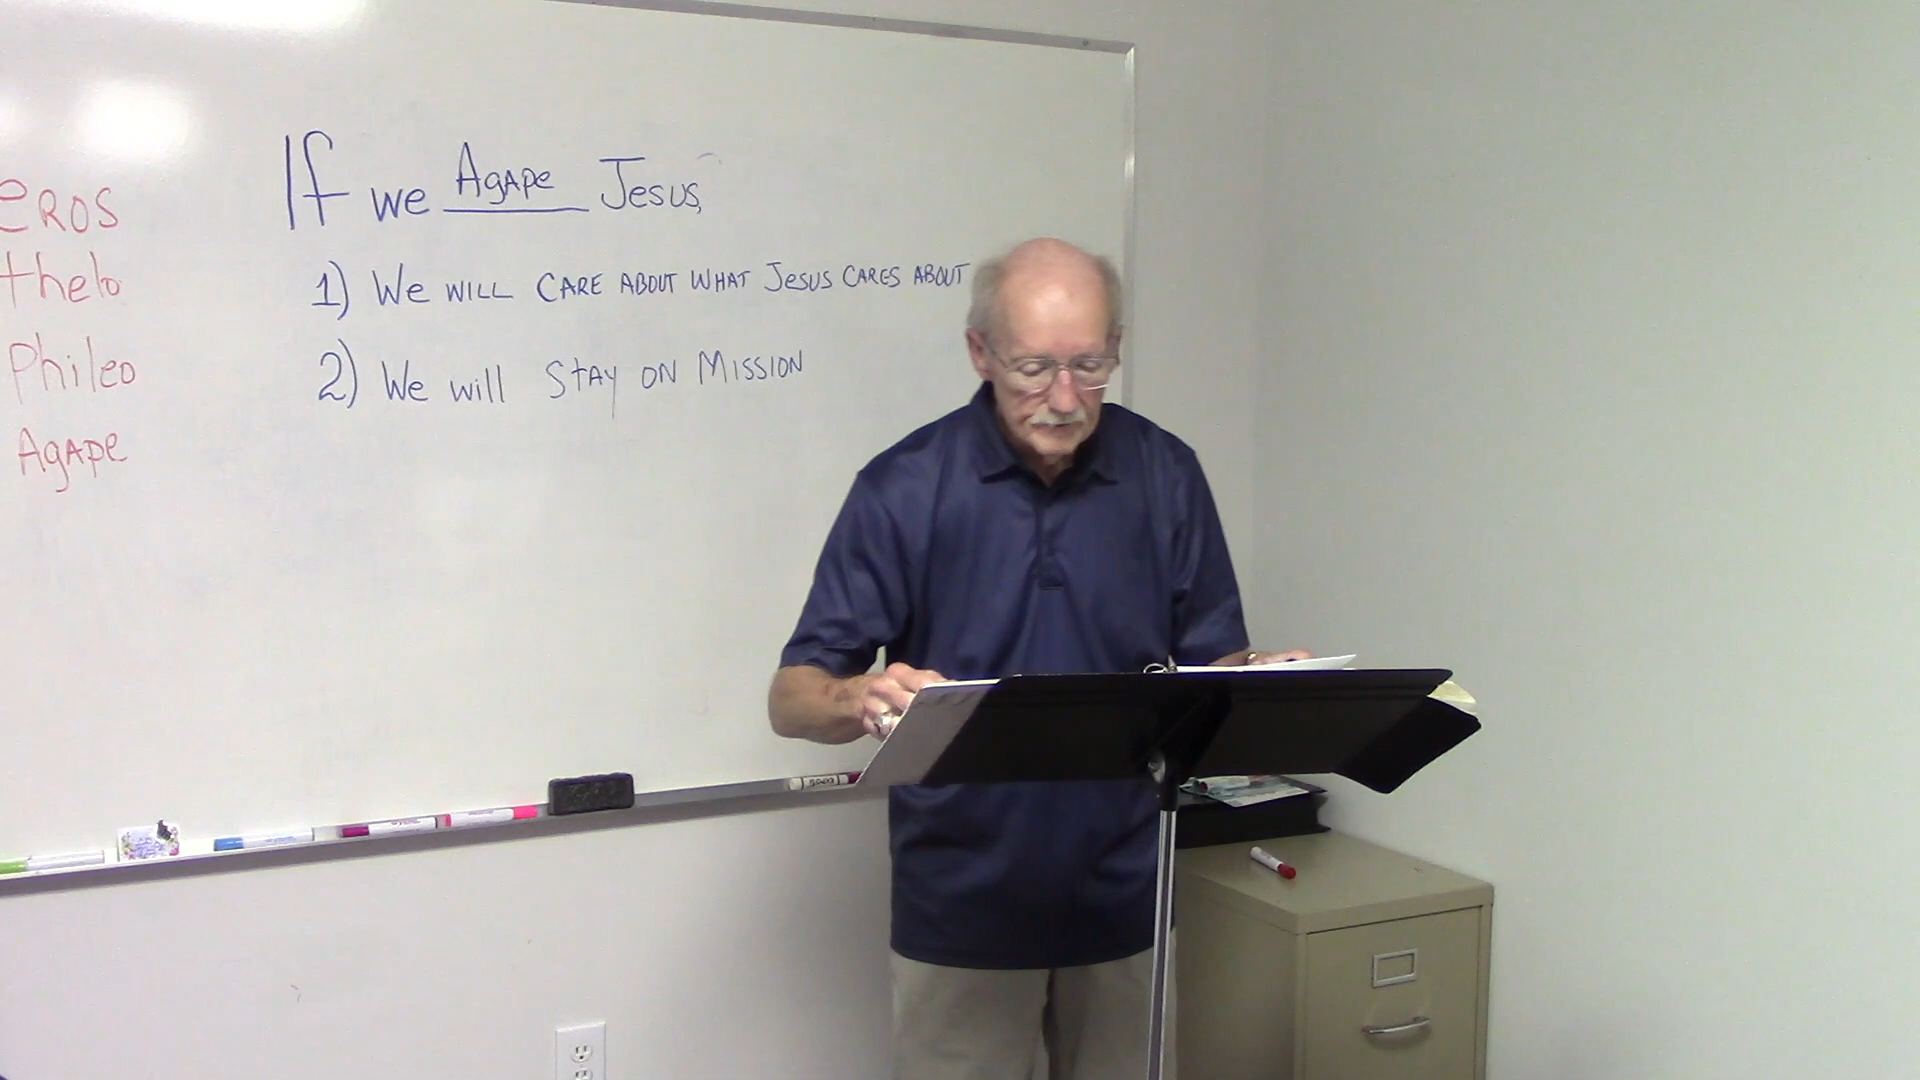 If we Agape Jesus,
1) We will care about what Jesus cares about
2) We will stay on Mission
eros
thelo
Phileo
Agape